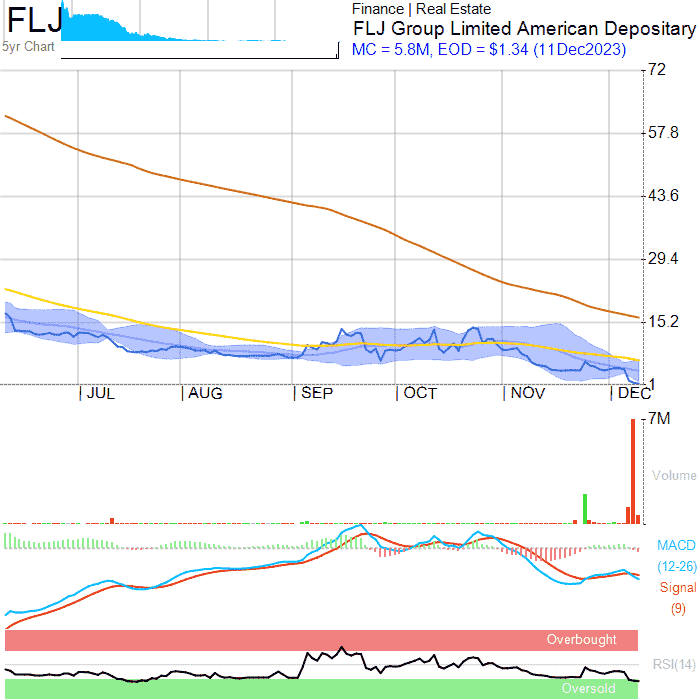 FLJ
5yr Chart
Finance | Real Estate
FLJ Group Limited American Depositary
MC = 5.8M, EOD = $1.34 (11Dec2023)
72
57.8
43.6
29.4
15.2
1
JUL
AUG
SEP
OCT
NOV
DEC
7M
Volume
MACD
(12-26)
Signal
(9)
Overbought
RSI(14)
Oversold